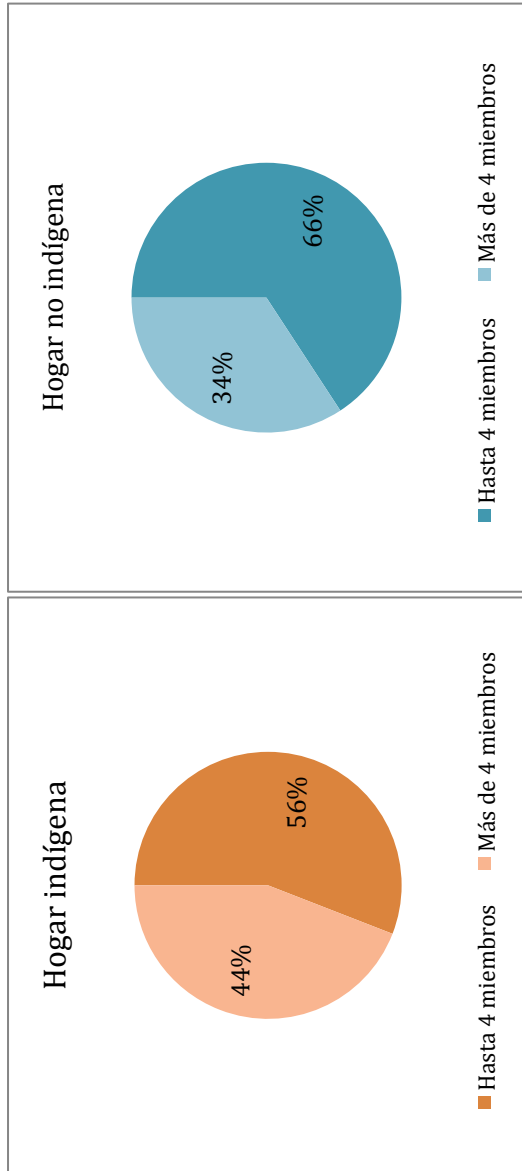 Hogar indígena
44%
56%
Hasta 4 miembros Más de 4 miembros
Hogar no indígena
34%
66%
Hasta 4 miembros Más de 4 miembros